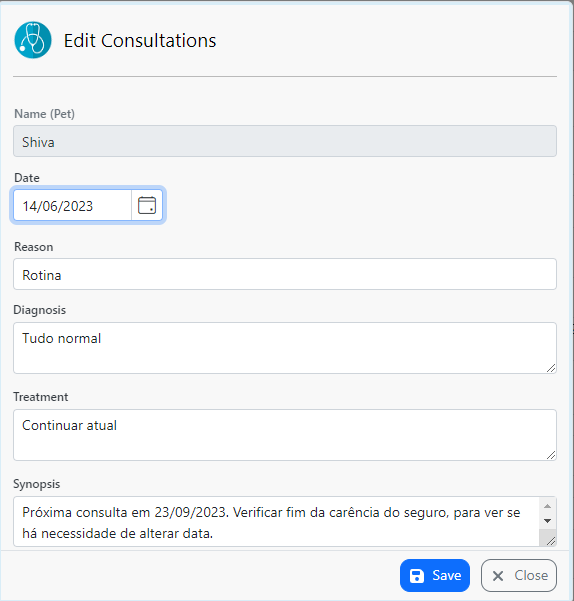 Edit Consultations
Name (Pet)
Shiva
Date
14/06/2023
Reason
Rotina
Diagnosis
Tudo normal
Treatment
Continuar atual
Synopsis
Próxima consulta em 23/09/2023. Verificar fim da carência do seguro, para ver se
há necessidade de alterar data.
Save
Close